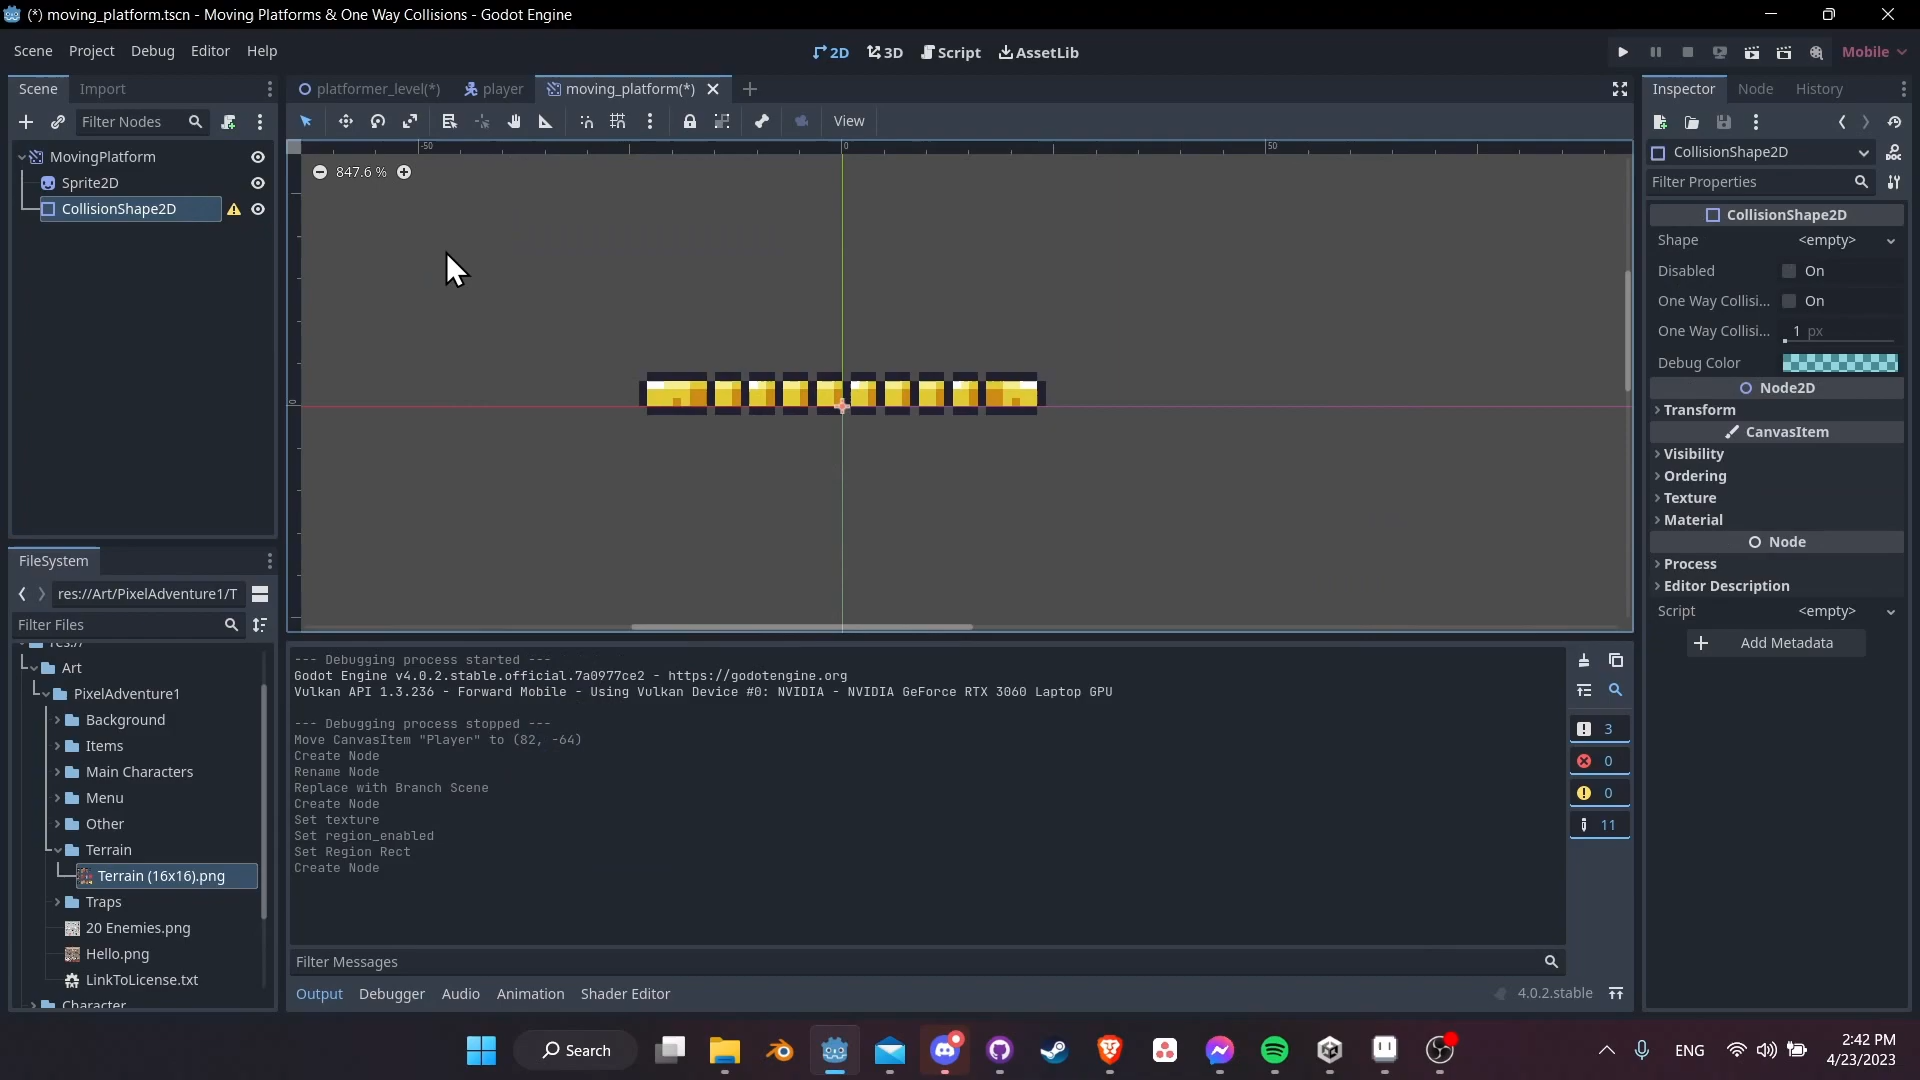 (*) moving_platform.tscn - Moving Platforms & One Way Collisions - Godot Engine
Scene Project Debug Editor Help
2D 3D Script AssetLib
Mobile
Scene Import
platformer_level(*) player moving_platform(*)
Inspector Node History
Filter Nodes
View
MovingPlatform
Sprite2D
CollisionShape2D
-50 0 50
847.6 %
0
CollisionShape2D
Filter Properties
CollisionShape2D
Shape <empty>
Disabled On
One Way Collisi... On
One Way Collisi... 1 px
Debug Color
Node2D
Transform
CanvasItem
Visibility
Ordering
Texture
Material
Node
Process
Editor Description
Script <empty>
Add Metadata
FileSystem
res://Art/PixelAdventure1/T
Filter Files
res://
Art
PixelAdventure1
Background
Items
Main Characters
Menu
Other
Terrain
Terrain (16x16).png
Traps
20 Enemies.png
Hello.png
LinkToLicense.txt
Character
--- Debugging process started ---
Godot Engine v4.0.2.stable.official.7a0977ce2 - https://godotengine.org
Vulkan API 1.3.236 - Forward Mobile - Using Vulkan Device #0: NVIDIA - NVIDIA GeForce RTX 3060 Laptop GPU
--- Debugging process stopped ---
Move CanvasItem "Player" to (82, -64)
Create Node
Rename Node
Replace with Branch Scene
Create Node
Set texture
Set region_enabled
Set Region Rect
Create Node
3
0
0
11
Filter Messages
Output Debugger Audio Animation Shader Editor
4.0.2.stable
Search
ENG
2:42 PM
4/23/2023